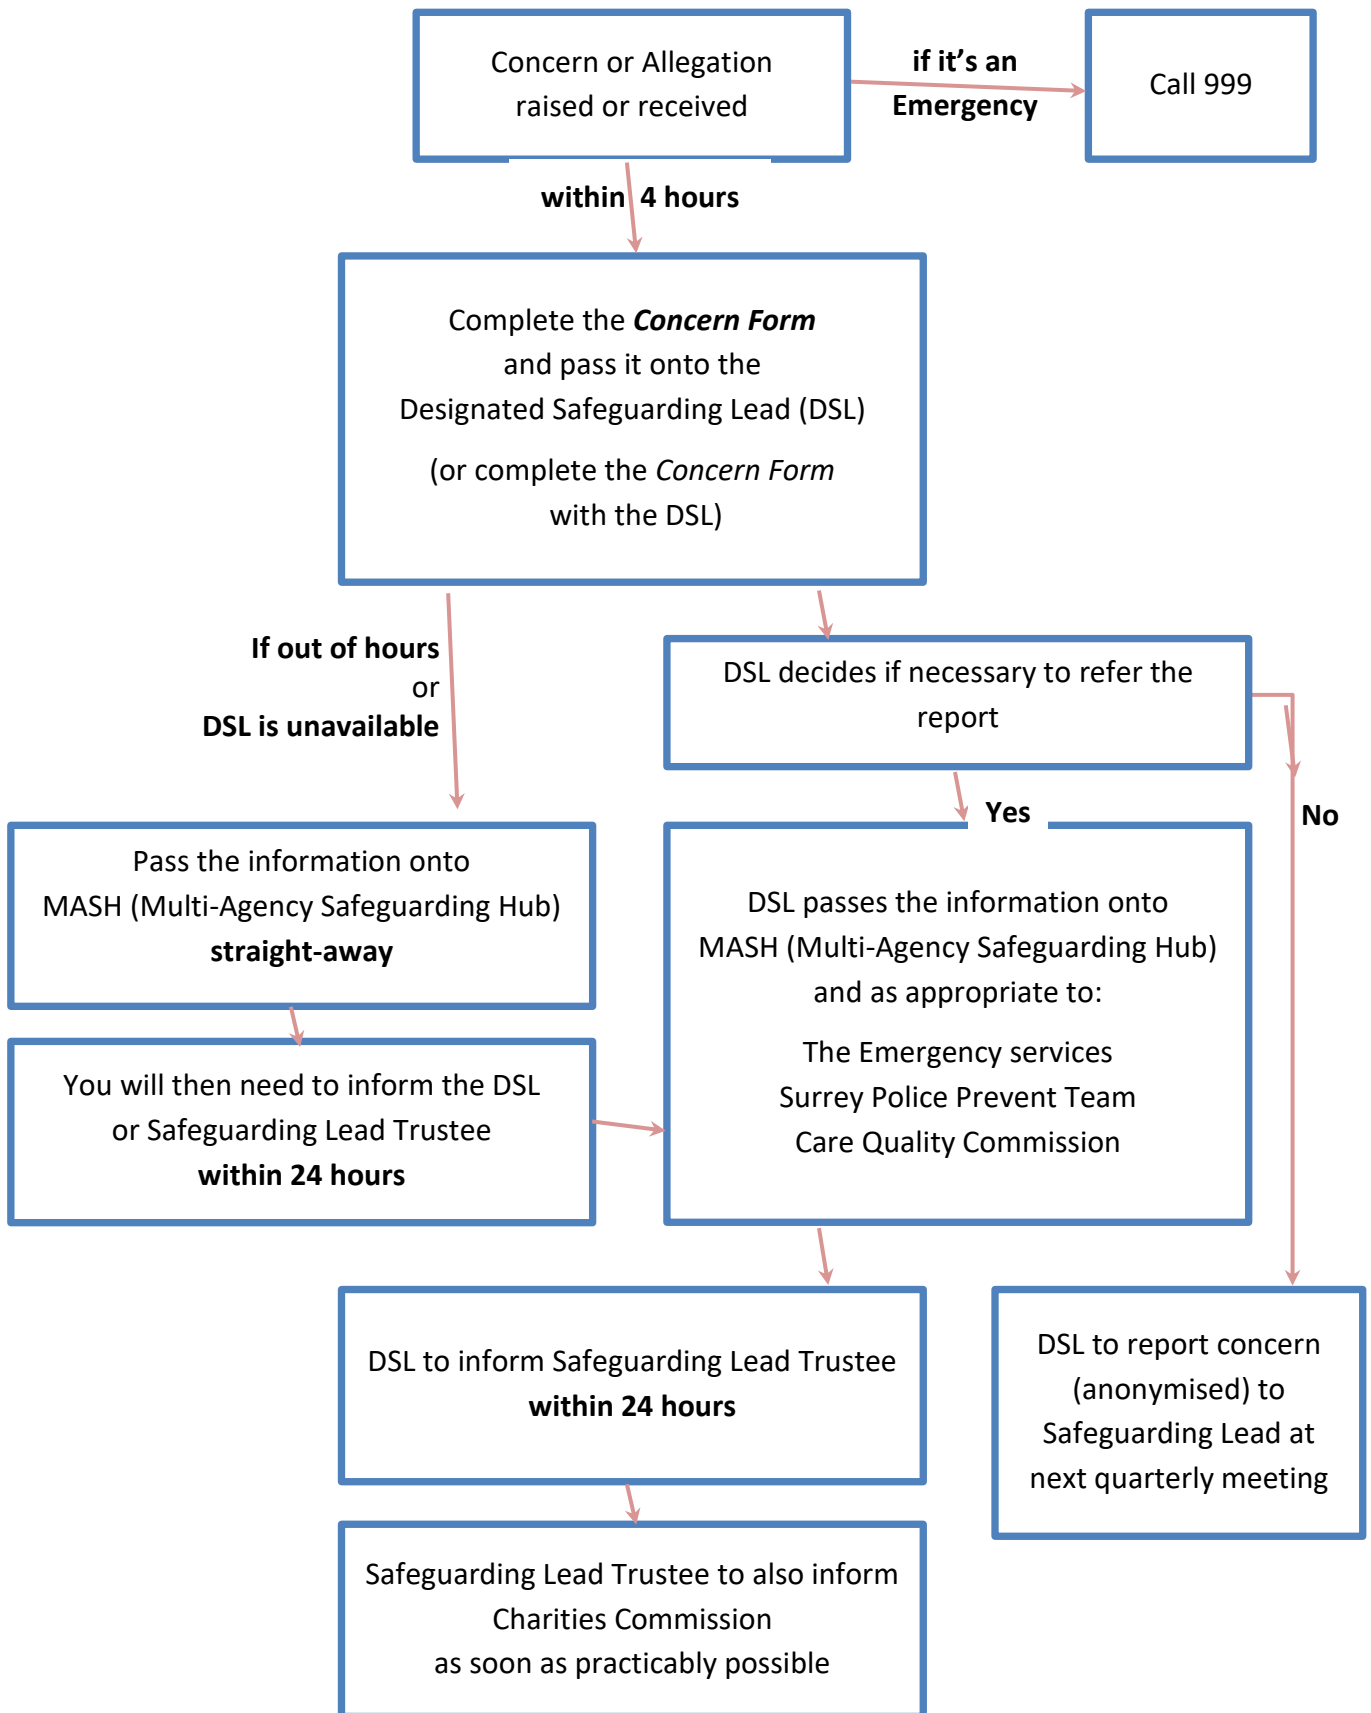 Concern or Allegation
raised or received
if it's an
Emergency
Call 999
within 4 hours
Complete the Concern Form
and pass it onto the
Designated Safeguarding Lead (DSL)
(or complete the Concern Form
with the DSL)
If out of hours
or
DSL is unavailable
DSL decides if necessary to refer the
report
Yes
No
Pass the information onto
MASH (Multi-Agency Safeguarding Hub)
straight-away
DSL passes the information onto
MASH (Multi-Agency Safeguarding Hub)
and as appropriate to:
The Emergency services
Surrey Police Prevent Team
Care Quality Commission
You will then need to inform the DSL
or Safeguarding Lead Trustee
within 24 hours
DSL to inform Safeguarding Lead Trustee
within 24 hours
DSL to report concern
(anonymised) to
Safeguarding Lead at
next quarterly meeting
Safeguarding Lead Trustee to also inform
Charities Commission
as soon as practicably possible